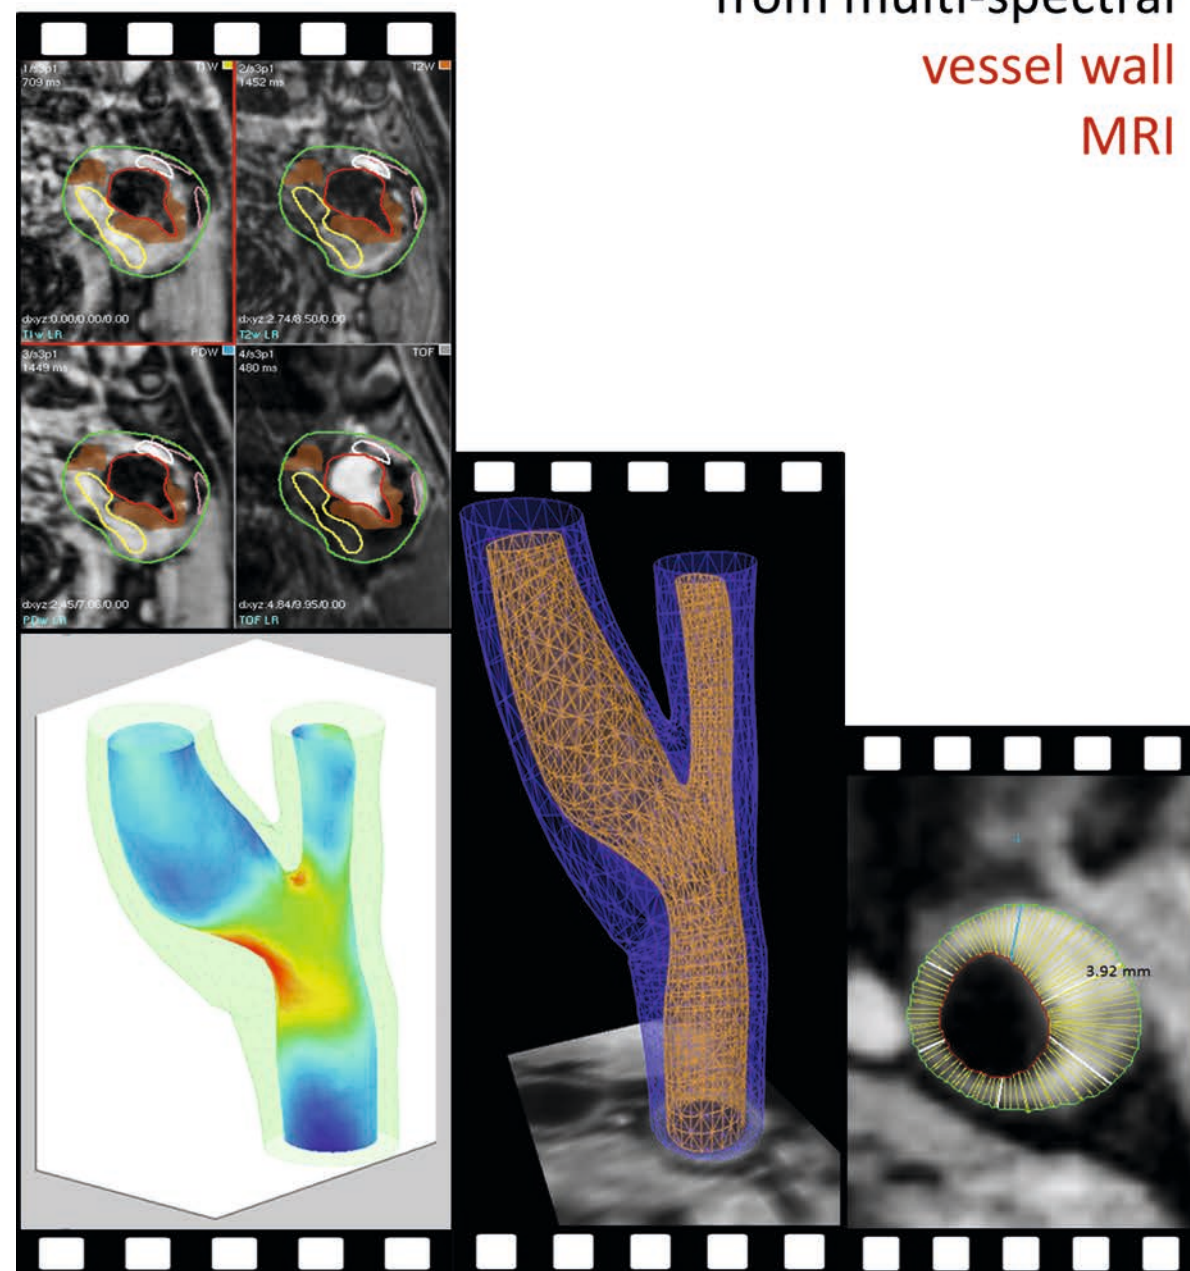 from multi-spectral
vessel wall
MRI
1/s3p1
709 ms
T1W
dxyz:0.00/0.00/0.00
T1w LR
2/s3p1
1452 ms
T2W
dxyz:2.74/8.50/0.00
T2w LR
3/s3p1
1449 ms
PDW
dxyz:2.45/7.06/0.00
PDw LR
4/s3p1
480 ms
TOF
dxyz:4.84/9.95/0.00
TOF LR
3.92 mm